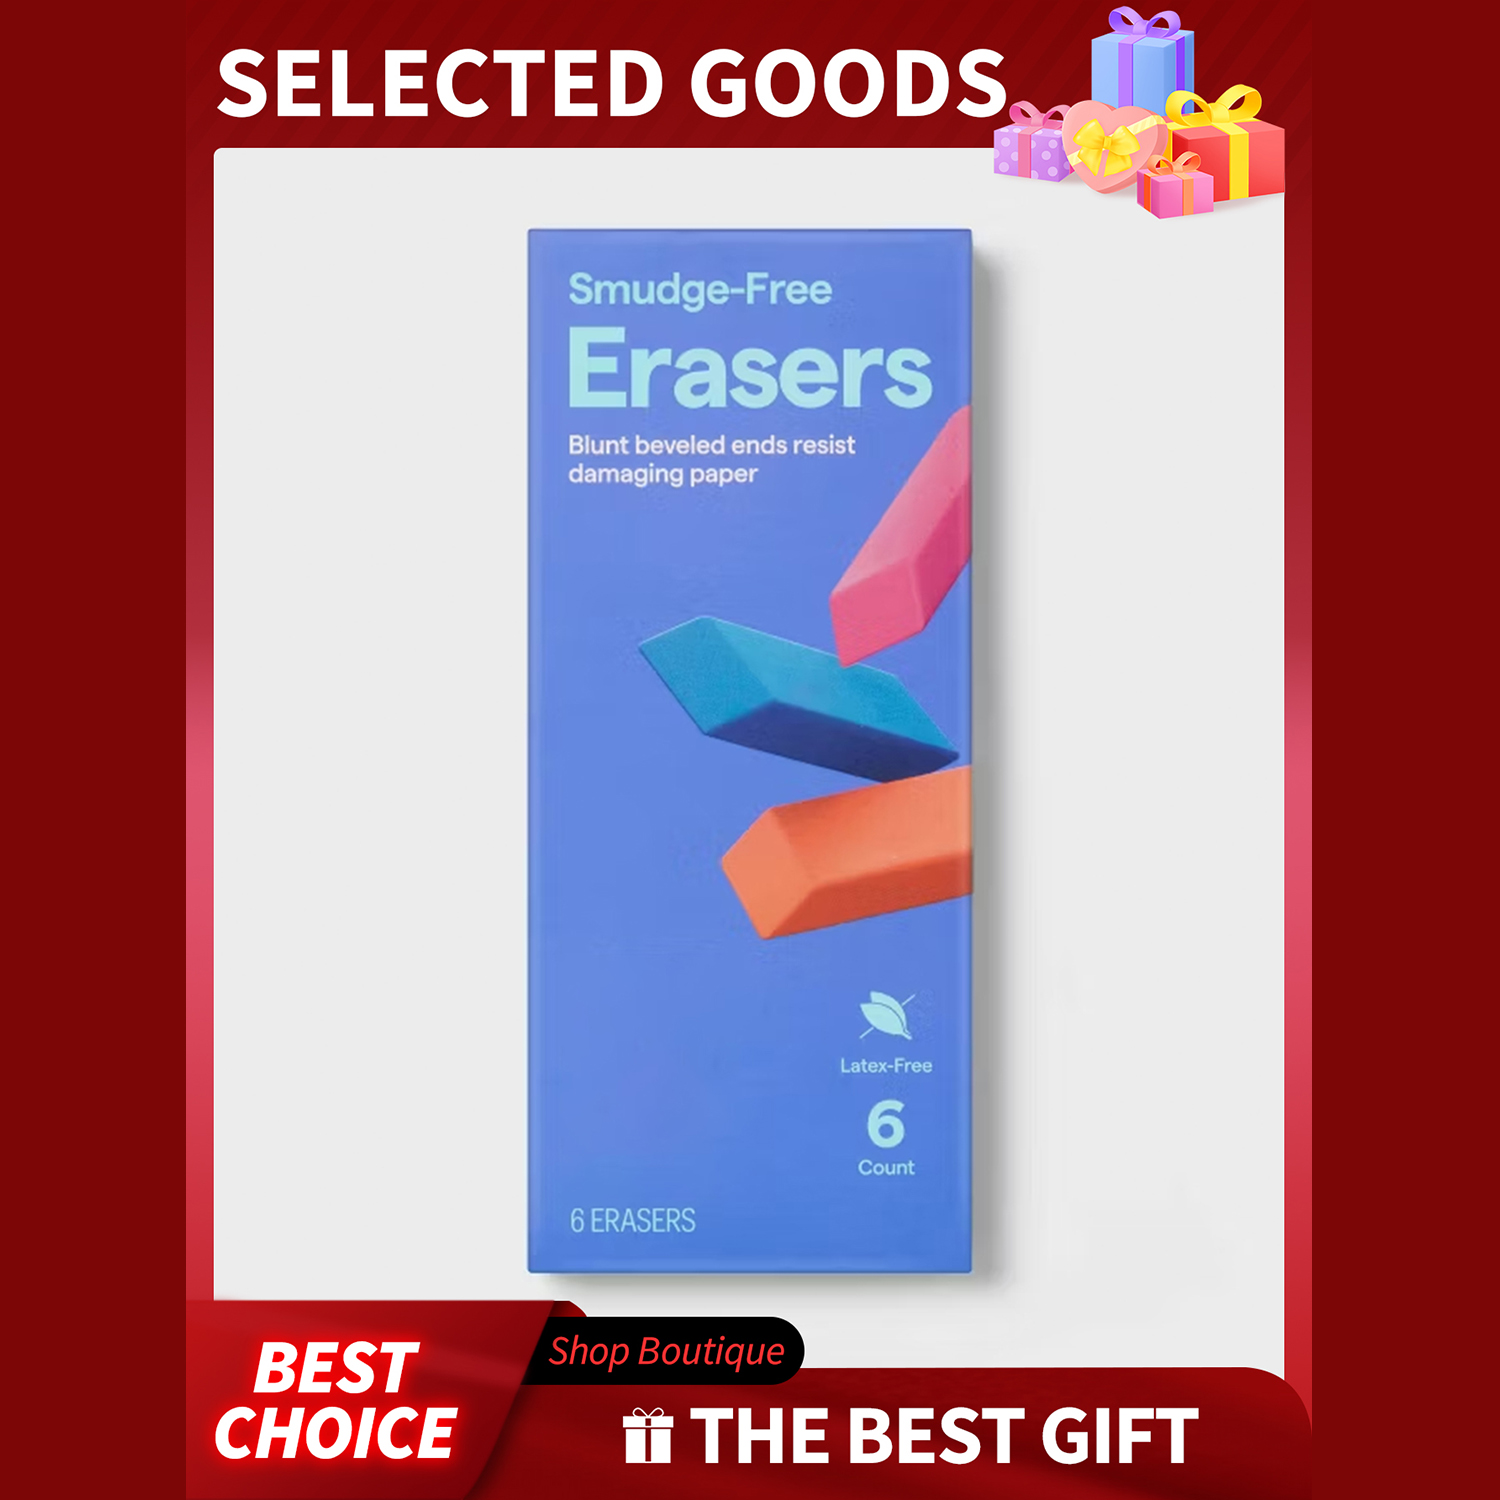 SELECTED GOODS
Smudge-Free
Erasers
Blunt beveled ends resist
damaging paper
Latex-Free
6
Count
6 ERASERS
BEST
CHOICE
Shop Boutique
THE BEST GIFT